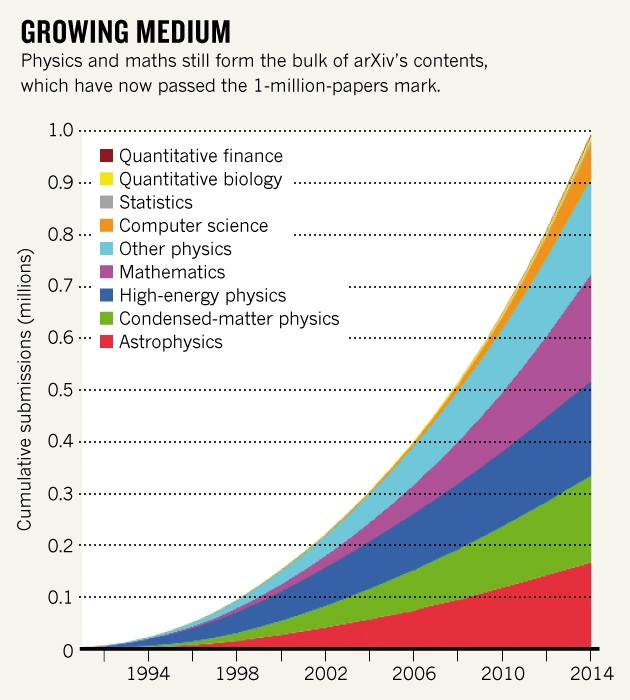 GROWING MEDIUM
Physics and maths still form the bulk of arXiv’s contents,
which have now passed the 1-million-papers mark.
Cumulative submissions (millions)
1.0
0.9
0.8
0.7
0.6
0.5
0.4
0.3
0.2
0.1
0
Quantitative finance
Quantitative biology
Statistics
Computer science
Other physics
Mathematics
High-energy physics
Condensed-matter physics
Astrophysics
1994 1998 2002 2006 2010 2014